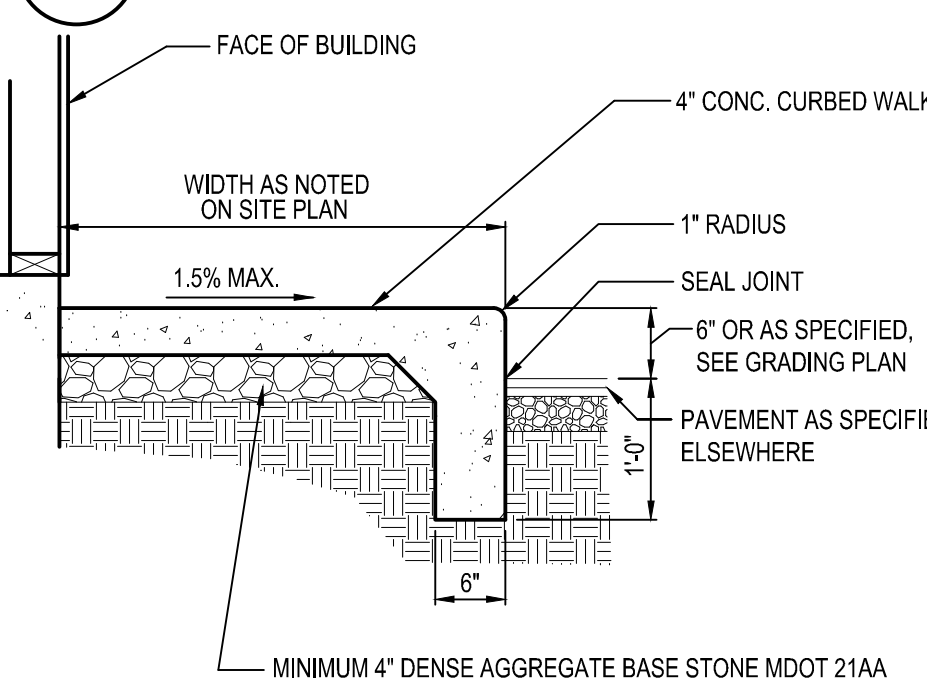 FACE OF BUILDING
4" CONC. CURBED WALK
WIDTH AS NOTED
ON SITE PLAN
1" RADIUS
1.5% MAX.
SEAL JOINT
6" OR AS SPECIFIED,
SEE GRADING PLAN
PAVEMENT AS SPECIFIE
ELSEWHERE
1'-0"
6"
MINIMUM 4" DENSE AGGREGATE BASE STONE MDOT 21AA